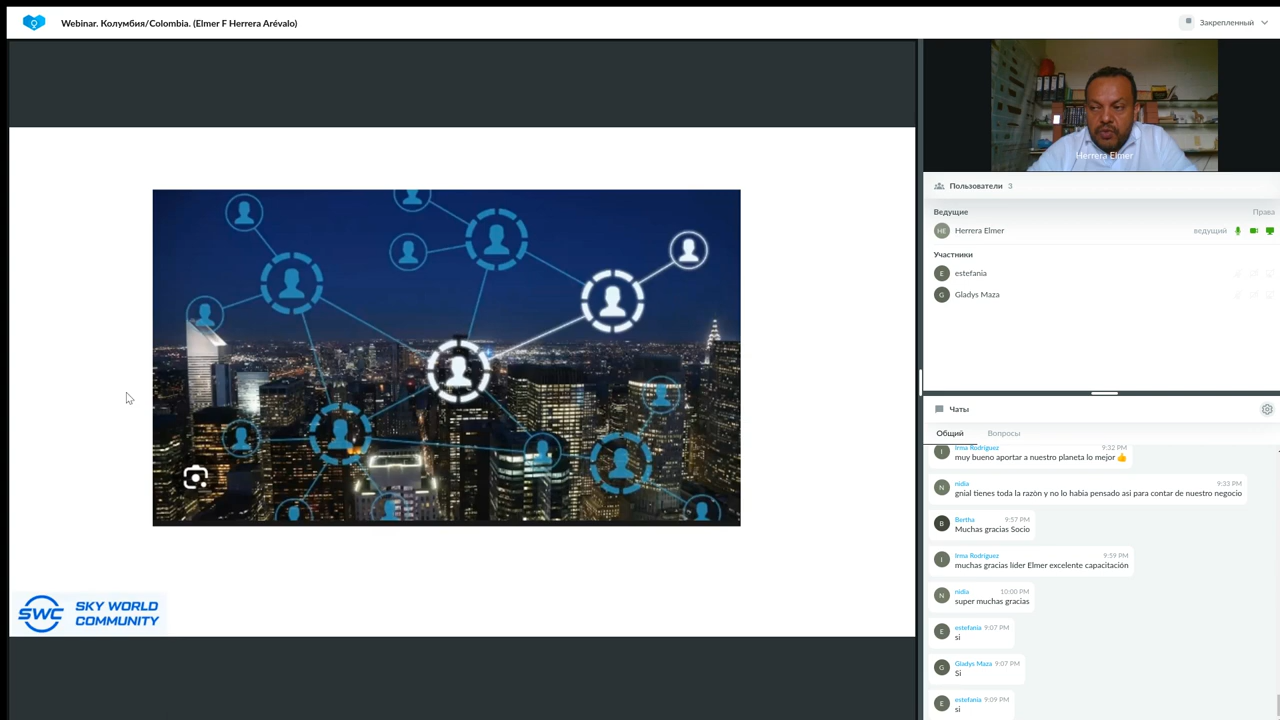 Webinar. Колумбия/Colombia. (Elmer F Herrera Arévalo)
Закрепленный
SWC SKY WORLD
COMMUNITY
Herrera Elmer
Пользователи 3
Ведущие Права
HE Herrera Elmer ведущий
Участники
E estefania
G Gladys Maza
Чаты
Общий Вопросы
I Irma Rodriguez 9:32 PM
muy bueno aportar a nuestro planeta lo mejor 👍
N nidia 9:33 PM
gnial tienes toda la razòn y no lo habia pensado asi para contar de nuestro negocio
B Bertha 9:57 PM
Muchas gracias Socio
I Irma Rodriguez 9:59 PM
muchas gracias líder Elmer excelente capacitación
N nidia 10:00 PM
super muchas gracias
E estefania 9:07 PM
si
G Gladys Maza 9:07 PM
Si
E estefania 9:09 PM
si